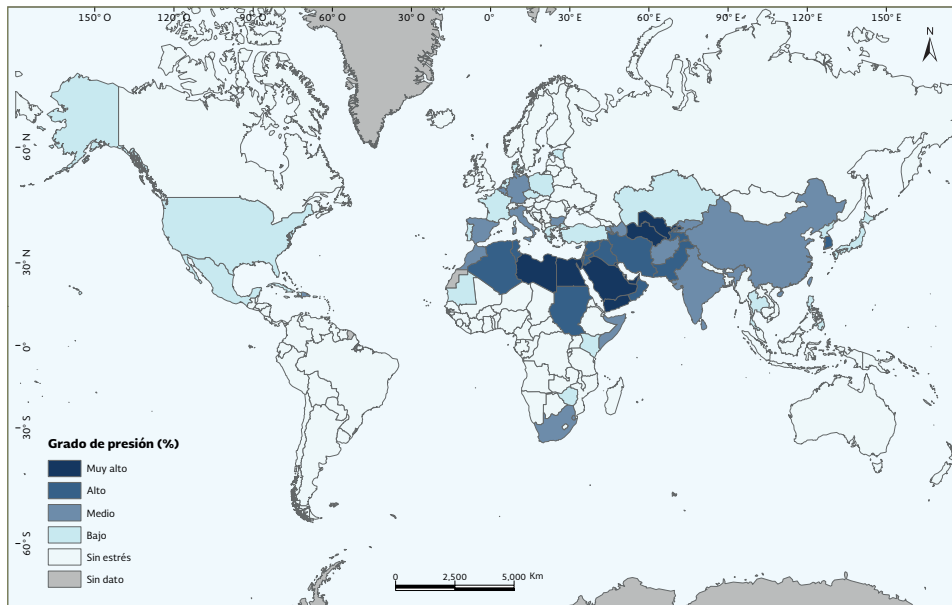 150° O 120° O 90° O 60° O 30° O 0° 30° E 60° E 90° E 120° E 150° E
N
60° N
30° N
0°
30° S
60° S
Grado de presión (%)
Muy alto
Alto
Medio
Bajo
Sin estrés
Sin dato
0 2,500 5,000 Km